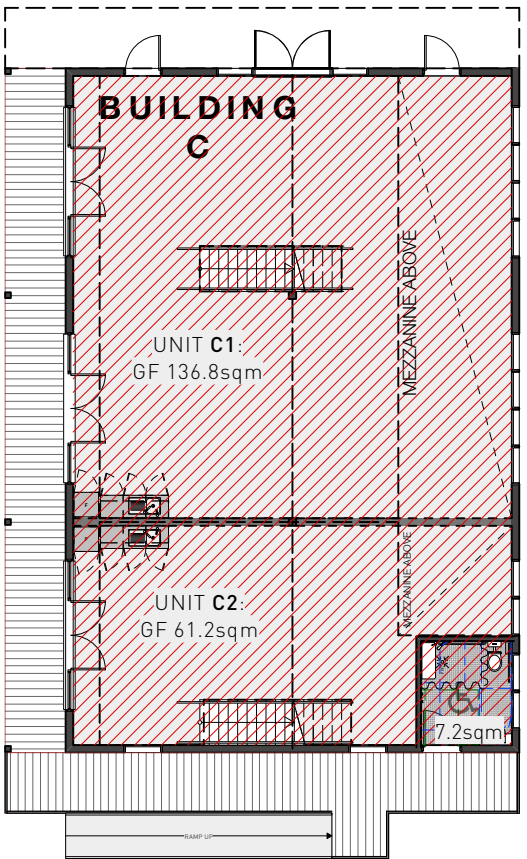 BUILDING
C
MEZZANINE ABOVE
UNIT C1:
GF 136.8sqm
MEZZANINE ABOVE
UNIT C2:
GF 61.2sqm
7.2sqm
RAMP UP